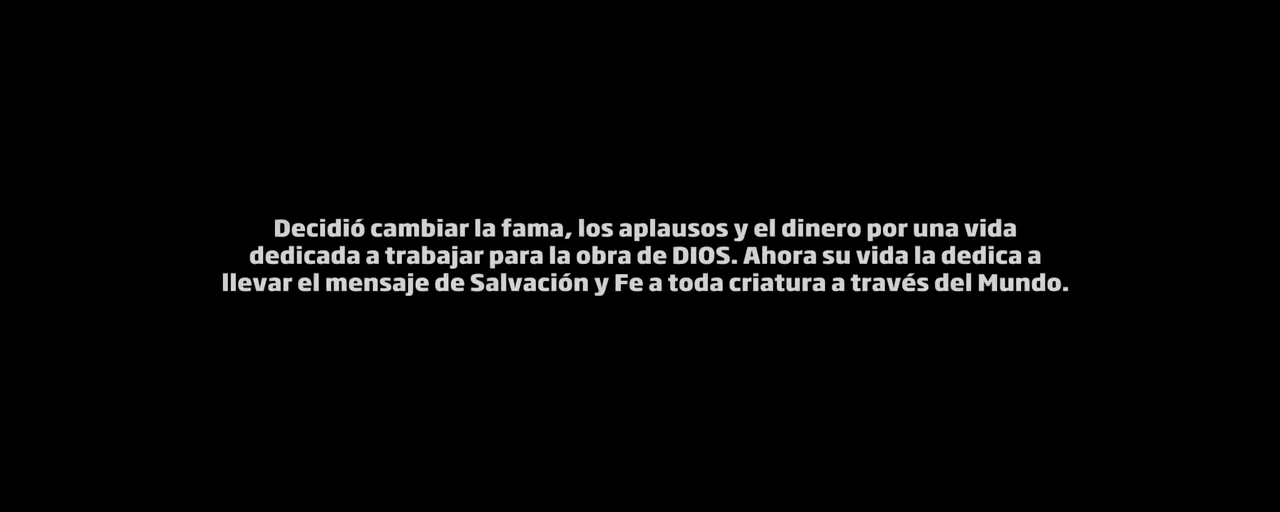 Decidió cambiar la fama, los aplausos y el dinero por una vida
dedicada a trabajar para la obra de DIOS. Ahora su vida la dedica a
llevar el mensaje de Salvación y Fe a toda criatura a través del Mundo.